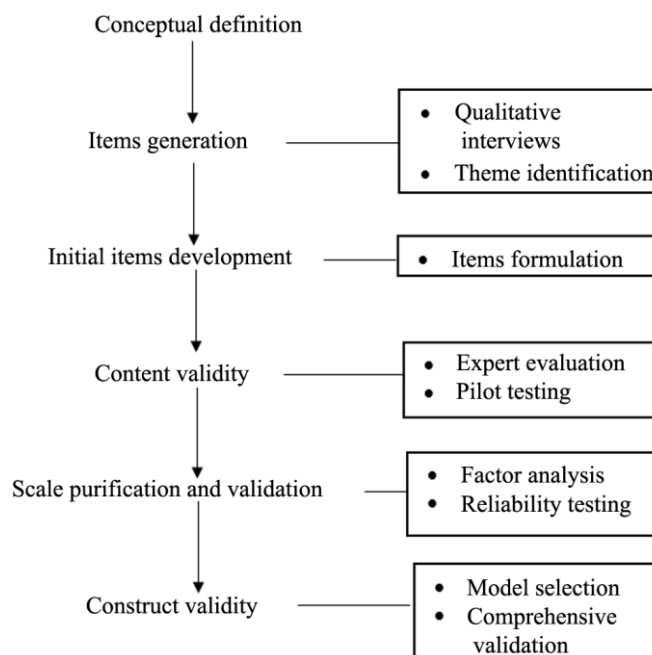 Conceptual definition
Items generation
• Qualitative
interviews
• Theme identification
Initial items development
• Items formulation
Content validity
• Expert evaluation
• Pilot testing
Scale purification and validation
• Factor analysis
• Reliability testing
Construct validity
• Model selection
• Comprehensive
validation